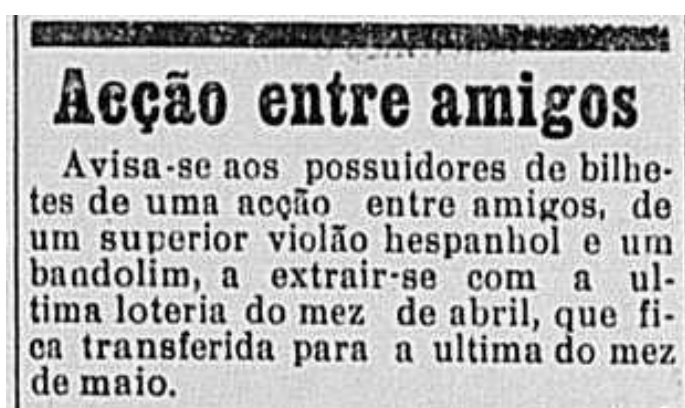 Acção entre amigos
Avisa-se aos possuidores de bilhe-
tes de uma acção entre amigos, de
um superior violão hespanhol e um
bandolim, a extrair-se com a ul-
tima loteria do mez de abril, que fi-
ca transferida para a ultima do mez
de maio.